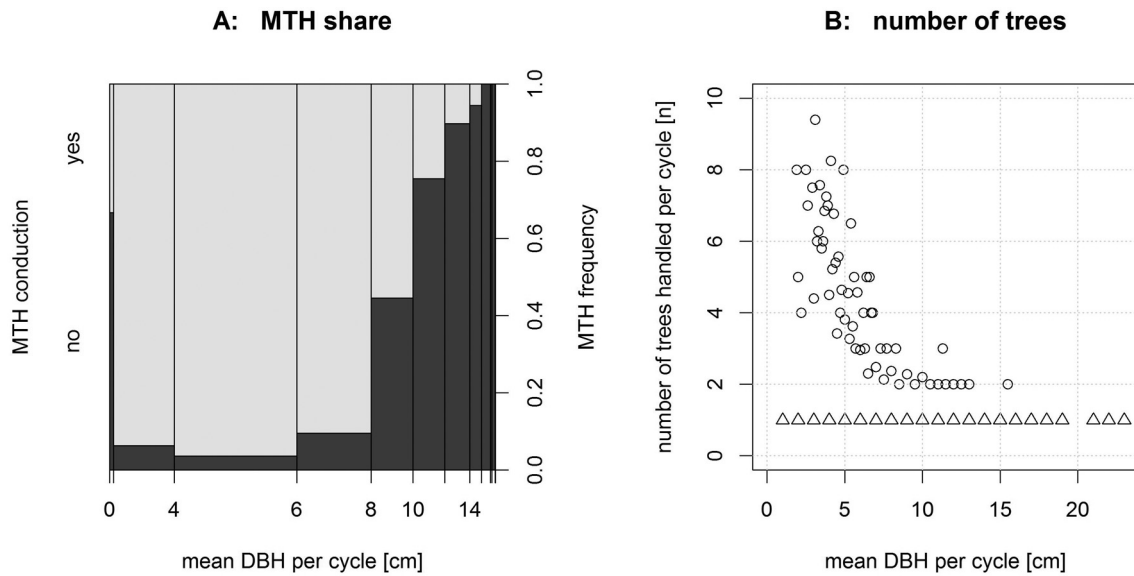 A: MTH share
MTH conduction
no
yes
0.0
0.2
0.4
0.6
0.8
1.0
MTH frequency
0
4
6
8
10
14
mean DBH per cycle [cm]
B: number of trees
number of trees handled per cycle [n]
10
8
6
4
2
0
0
5
10
15
20
mean DBH per cycle [cm]